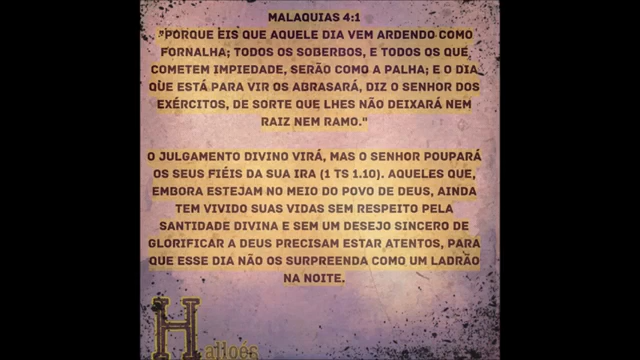 MALAQUIAS 4:1
"PORQUE EIS QUE AQUELE DIA VEM ARDENDO COMO
FORNALHA; TODOS OS SOBERBOS, E TODOS OS QUE
COMETEM IMPIEDADE, SERÃO COMO A PALHA; E O DIA
QUE ESTÁ PARA VIR OS ABRASARÁ, DIZ O SENHOR DOS
EXÉRCITOS, DE SORTE QUE LHES NÃO DEIXARÁ NEM
RAIZ NEM RAMO."
O JULGAMENTO DIVINO VIRÁ, MAS O SENHOR POUPARÁ
OS SEUS FIÉIS DA SUA IRA (1 TS 1.10). AQUELES QUE,
EMBORA ESTEJAM NO MEIO DO POVO DE DEUS, AINDA
TEM VIVIDO SUAS VIDAS SEM RESPEITO PELA
SANTIDADE DIVINA E SEM UM DESEJO SINCERO DE
GLORIFICAR A DEUS PRECISAM ESTAR ATENTOS, PARA
QUE ESSE DIA NÃO OS SURPREENDA COMO UM LADRÃO
NA NOITE.